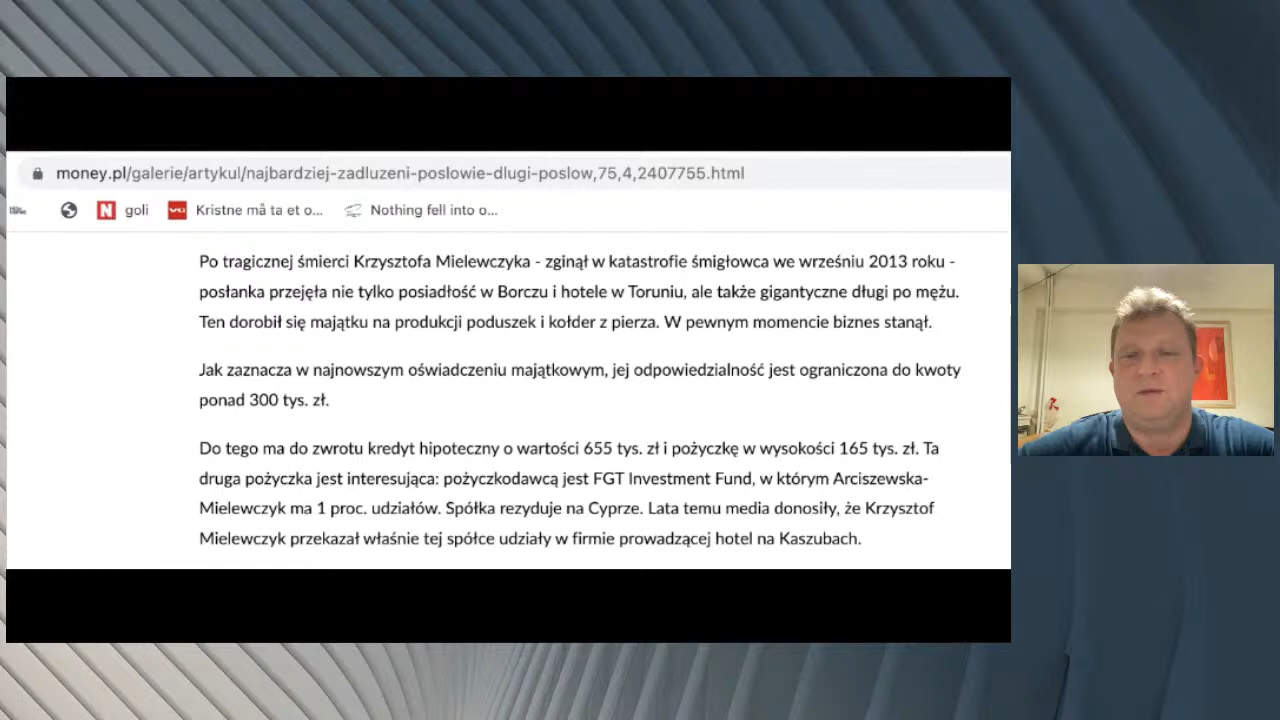 money.pl/galerie/artykul/najbardziej-zadluzeni-poslowie-dlugi-poslow,75,4,2407755.html
N goli VG Kristne må ta et o... Nothing fell into o...
Po tragicznej śmierci Krzysztofa Mielewczyka - zginął w katastrofie śmigłowca we wrześniu 2013 roku -
posłanka przejęła nie tylko posiadłość w Borczu i hotele w Toruniu, ale także gigantyczne długi po mężu.
Ten dorobił się majątku na produkcji poduszek i kołder z pierza. W pewnym momencie biznes stanął.
Jak zaznacza w najnowszym oświadczeniu majątkowym, jej odpowiedzialność jest ograniczona do kwoty
ponad 300 tys. zł.
Do tego ma do zwrotu kredyt hipoteczny o wartości 655 tys. zł i pożyczkę w wysokości 165 tys. zł. Ta
druga pożyczka jest interesująca: pożyczkodawcą jest FGT Investment Fund, w którym Arciszewska-
Mielewczyk ma 1 proc. udziałów. Spółka rezyduje na Cyprze. Lata temu media donosiły, że Krzysztof
Mielewczyk przekazał właśnie tej spółce udziały w firmie prowadzącej hotel na Kaszubach.